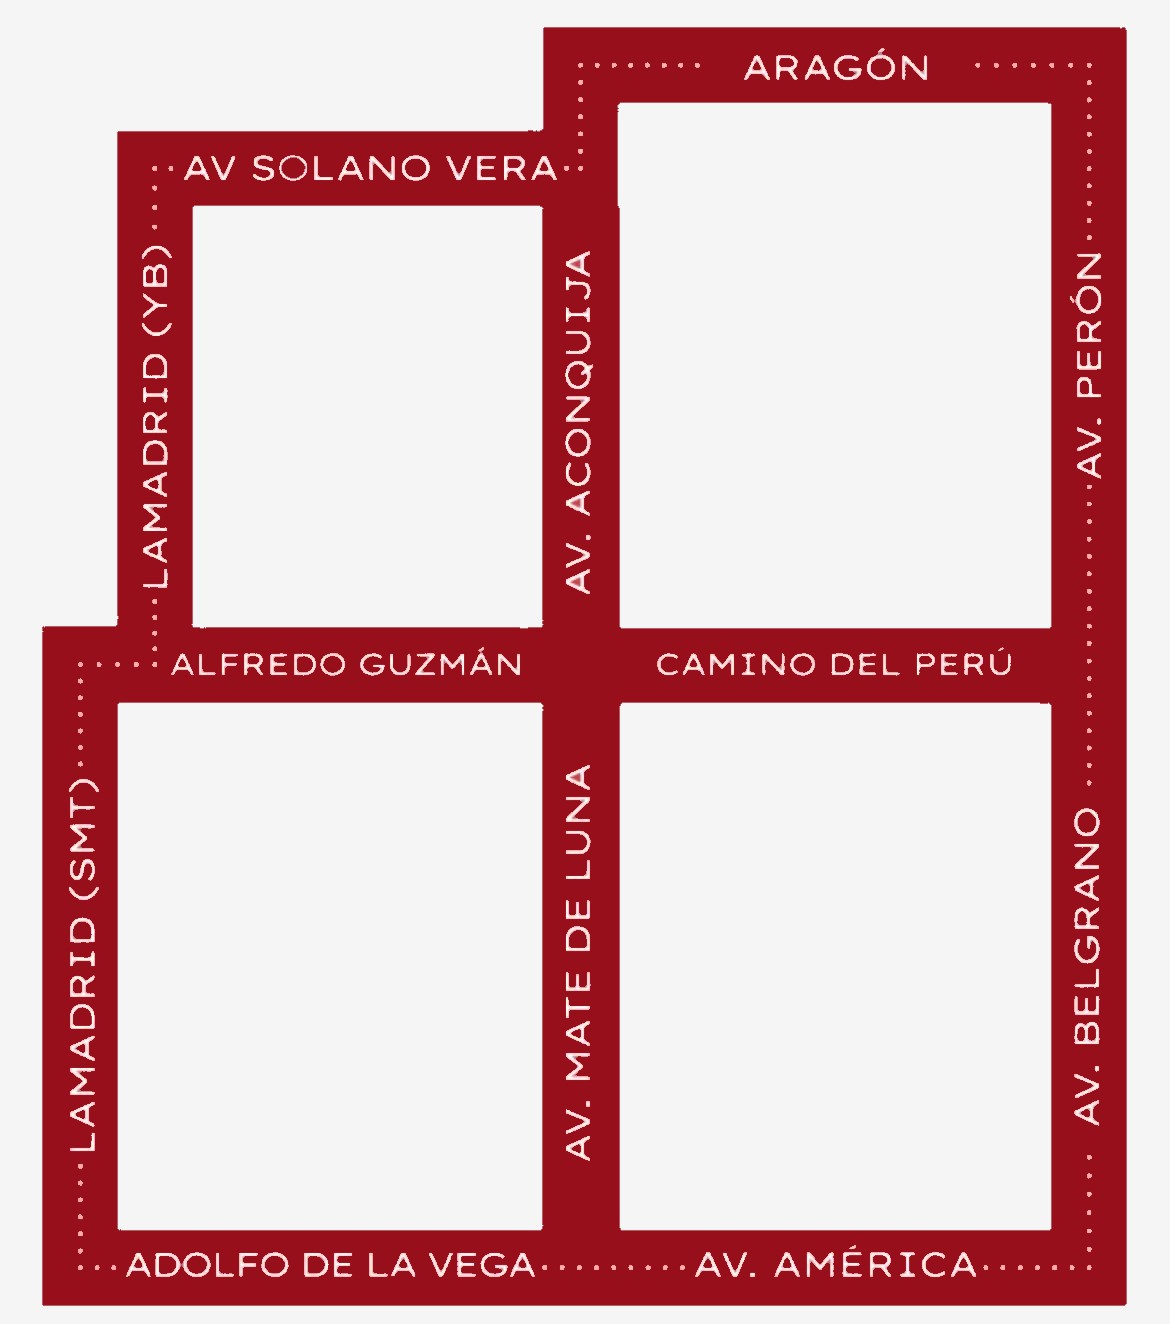 ARAGÓN
AV SOLANO VERA
LAMADRID (YB)
AV. ACONQUIJA
AV. PERÓN
ALFREDO GUZMÁN
CAMINO DEL PERÚ
LAMADRID (SMT)
AV. MATE DE LUNA
AV. BELGRANO
ADOLFO DE LA VEGA
AV. AMÉRICA